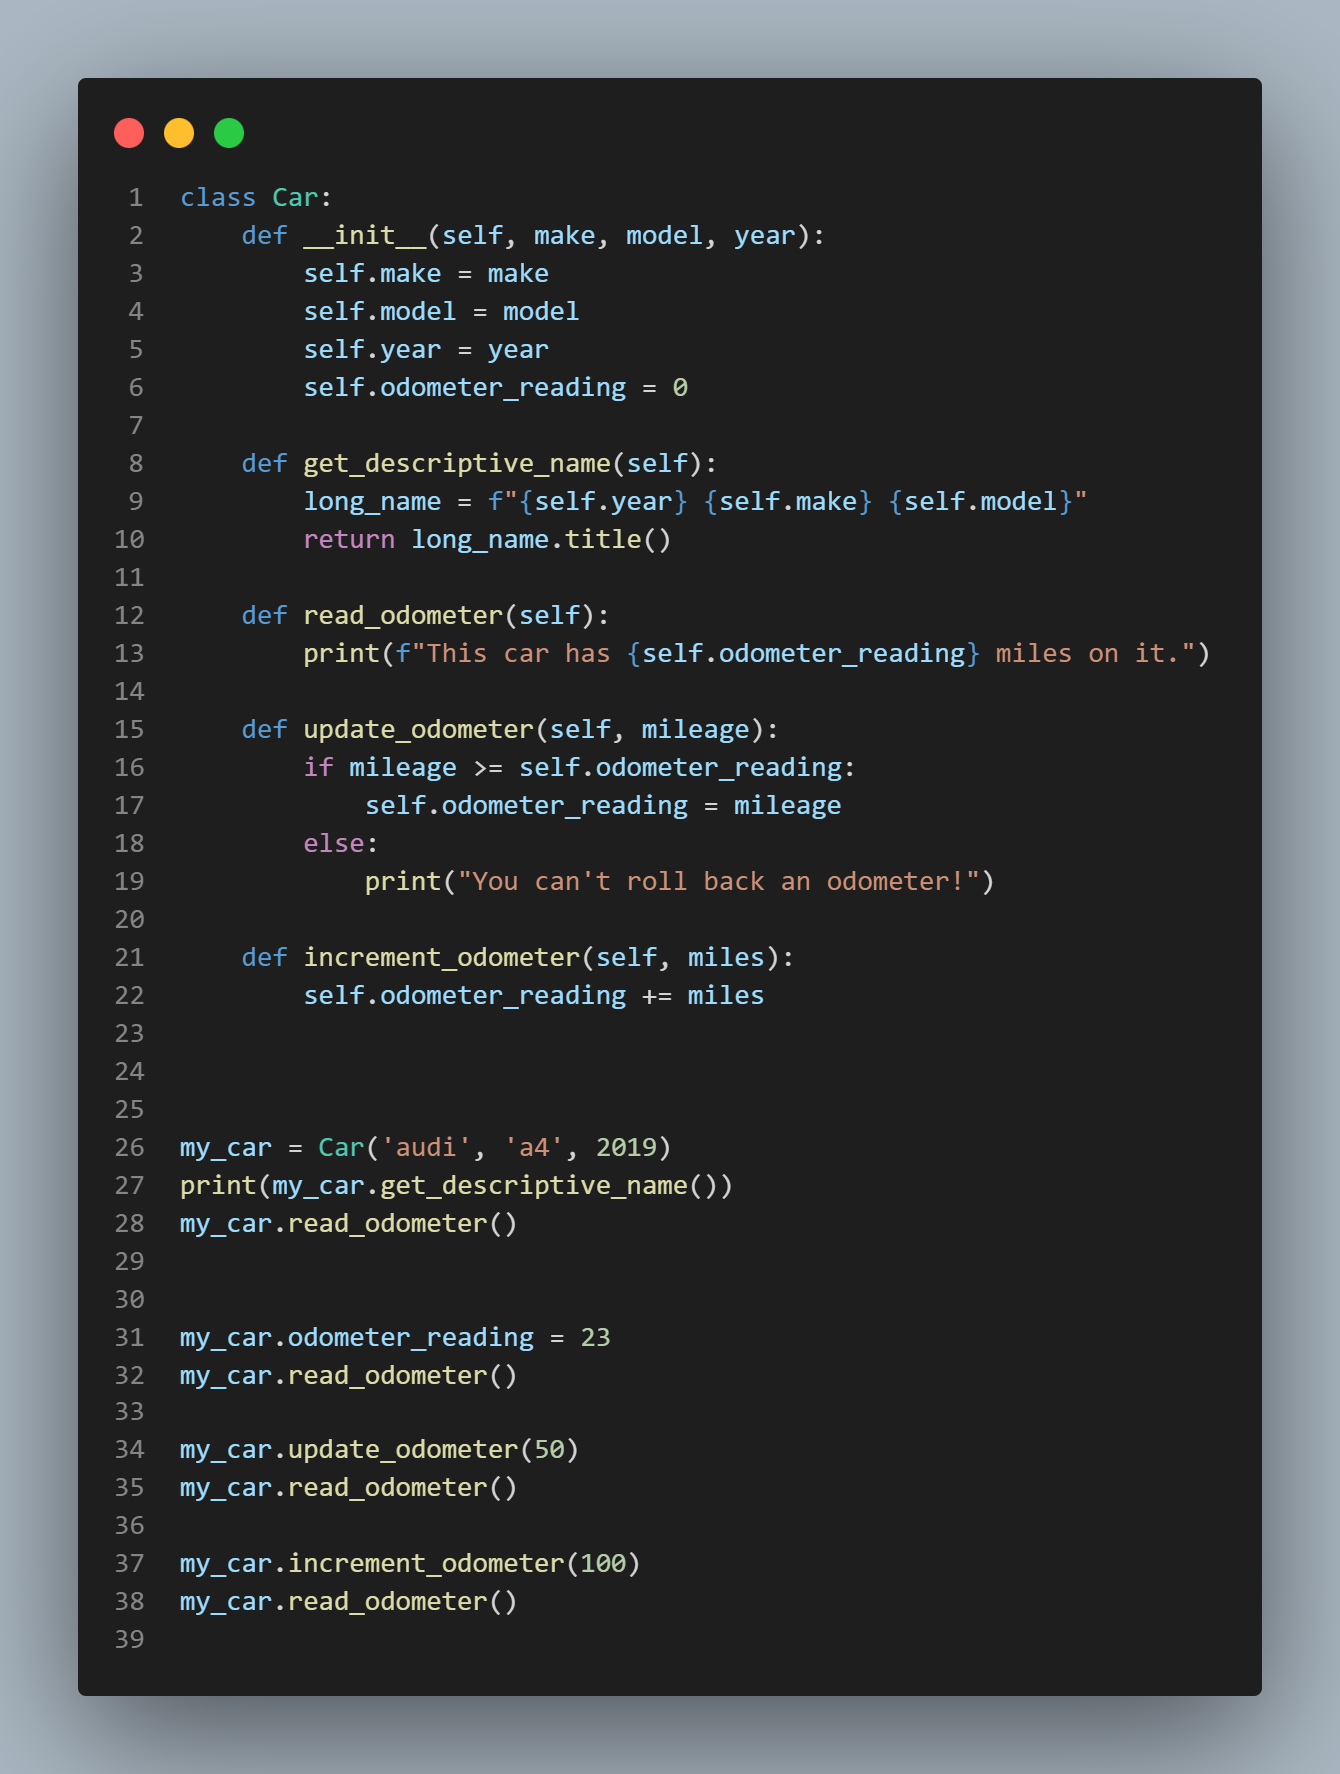 1 class Car:
2     def __init__(self, make, model, year):
3         self.make = make
4         self.model = model
5         self.year = year
6         self.odometer_reading = 0
7
8     def get_descriptive_name(self):
9         long_name = f"{self.year} {self.make} {self.model}"
10         return long_name.title()
11
12     def read_odometer(self):
13         print(f"This car has {self.odometer_reading} miles on it.")
14
15     def update_odometer(self, mileage):
16         if mileage >= self.odometer_reading:
17             self.odometer_reading = mileage
18         else:
19             print("You can't roll back an odometer!")
20
21     def increment_odometer(self, miles):
22         self.odometer_reading += miles
23
24
25
26 my_car = Car('audi', 'a4', 2019)
27 print(my_car.get_descriptive_name())
28 my_car.read_odometer()
29
30
31 my_car.odometer_reading = 23
32 my_car.read_odometer()
33
34 my_car.update_odometer(50)
35 my_car.read_odometer()
36
37 my_car.increment_odometer(100)
38 my_car.read_odometer()
39